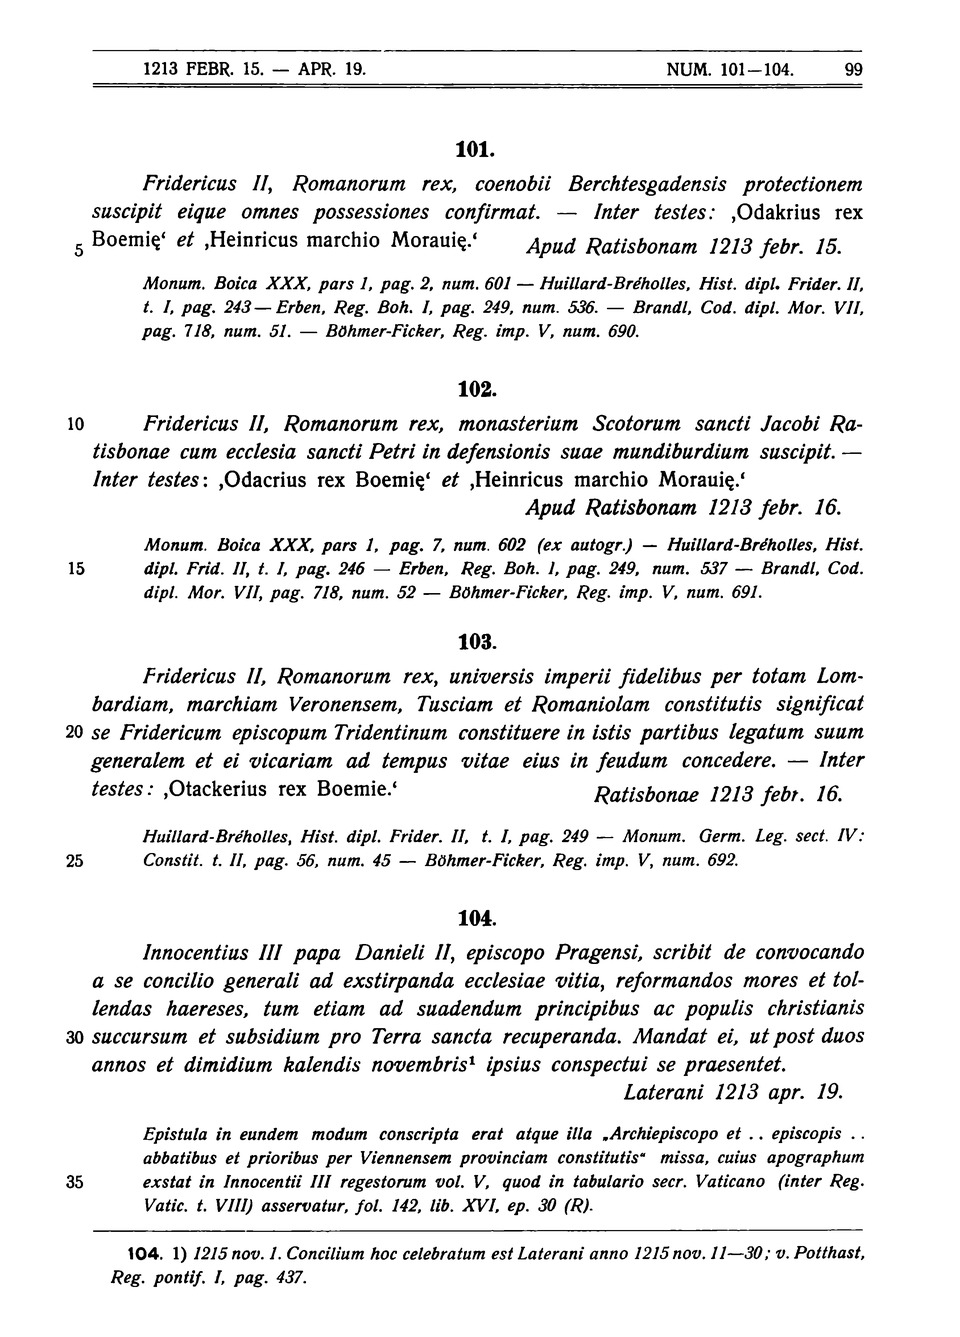 1213 FEBR. 15. — APR. 19. NUM. 101—104. 99
101.
Fridericus II, Romanorum rex, coenobii Berchtesgadensis protectionem
suscipit eique omnes possessiones confirmat. — Inter testes: ‚Odakrius rex
5 Boemię‘ et ‚Heinricus marchio Morauię.‘ Apud Ratisbonam 1213 febr. 15.
Monum. Boica XXX, pars 1, pag. 2, num. 601 — Huillard-Bréholles, Hist. dipl. Frider. II,
t. I, pag. 243 — Erben, Reg. Boh. I, pag. 249, num. 536. — Brandl, Cod. dipl. Mor. VII,
pag. 718, num. 51. — Böhmer-Ficker, Reg. imp. V, num. 690.
102.
10 Fridericus II, Romanorum rex, monasterium Scotorum sancti Jacobi Ra-
tisbonae cum ecclesia sancti Petri in defensionis suae mundiburdium suscipit. —
Inter testes: ‚Odacrius rex Boemię‘ et ‚Heinricus marchio Morauię.‘
Apud Ratisbonam 1213 febr. 16.
Monum. Boica XXX, pars 1, pag. 7, num. 602 (ex autogr.) — Huillard-Bréholles, Hist.
15 dipl. Frid. II, t. I, pag. 246 — Erben, Reg. Boh. I, pag. 249, num. 537 — Brandl, Cod.
dipl. Mor. VII, pag. 718, num. 52 — Böhmer-Ficker, Reg. imp. V, num. 691.
103.
Fridericus II, Romanorum rex, universis imperii fidelibus per totam Lom-
bardiam, marchiam Veronensem, Tusciam et Romaniolam constitutis significat
20 se Fridericum episcopum Tridentinum constituere in istis partibus legatum suum
generalem et ei vicariam ad tempus vitae eius in feudum concedere. — Inter
testes: ‚Otackerius rex Boemie.‘ Ratisbonae 1213 febr. 16.
Huillard-Bréholles, Hist. dipl. Frider. II, t. I, pag. 249 — Monum. Germ. Leg. sect. IV:
25 Constit. t. II, pag. 56, num. 45 — Böhmer-Ficker, Reg. imp. V, num. 692.
104.
Innocentius III papa Danieli II, episcopo Pragensi, scribit de convocando
a se concilio generali ad exstirpanda ecclesiae vitia, reformandos mores et tol-
lendas haereses, tum etiam ad suadendum principibus ac populis christianis
30 succursum et subsidium pro Terra sancta recuperanda. Mandat ei, ut post duos
annos et dimidium kalendis novembris¹ ipsius conspectui se praesentet.
Laterani 1213 apr. 19.
Epistula in eundem modum conscripta erat atque illa „Archiepiscopo et . . episcopis . .
abbatibus et prioribus per Viennensem provinciam constitutis“ missa, cuius apographum
35 exstat in Innocentii III regestorum vol. V, quod in tabulario secr. Vaticano (inter Reg.
Vatic. t. VIII) asservatur, fol. 142, lib. XVI, ep. 30 (R).
104. 1) 1215 nov. 1. Concilium hoc celebratum est Laterani anno 1215 nov. 11—30; v. Potthast,
Reg. pontif. I, pag. 437.